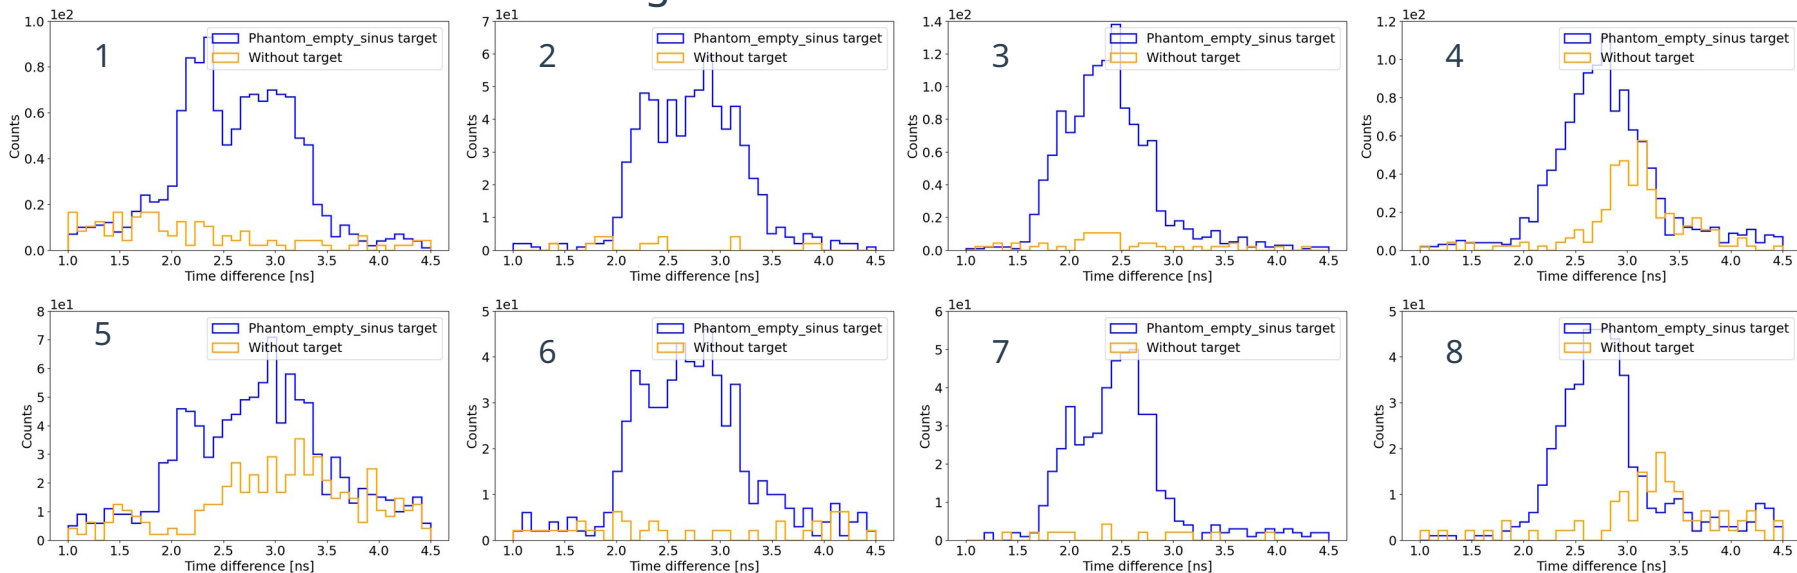 1e2
1
Phantom_empty_sinus target
Without target
Counts
1.0
0.8
0.6
0.4
0.2
0.0
1.0 1.5 2.0 2.5 3.0 3.5 4.0 4.5
Time difference [ns]
1e1
2
Phantom_empty_sinus target
Without target
Counts
7
6
5
4
3
2
1
0
1.0 1.5 2.0 2.5 3.0 3.5 4.0 4.5
Time difference [ns]
1e2
3
Phantom_empty_sinus target
Without target
Counts
1.4
1.2
1.0
0.8
0.6
0.4
0.2
0.0
1.0 1.5 2.0 2.5 3.0 3.5 4.0 4.5
Time difference [ns]
1e2
4
Phantom_empty_sinus target
Without target
Counts
1.2
1.0
0.8
0.6
0.4
0.2
0.0
1.0 1.5 2.0 2.5 3.0 3.5 4.0 4.5
Time difference [ns]
1e1
5
Phantom_empty_sinus target
Without target
Counts
8
7
6
5
4
3
2
1
0
1.0 1.5 2.0 2.5 3.0 3.5 4.0 4.5
Time difference [ns]
1e1
6
Phantom_empty_sinus target
Without target
Counts
5
4
3
2
1
0
1.0 1.5 2.0 2.5 3.0 3.5 4.0 4.5
Time difference [ns]
1e1
7
Phantom_empty_sinus target
Without target
Counts
6
5
4
3
2
1
0
1.0 1.5 2.0 2.5 3.0 3.5 4.0 4.5
Time difference [ns]
1e1
8
Phantom_empty_sinus target
Without target
Counts
5
4
3
2
1
0
1.0 1.5 2.0 2.5 3.0 3.5 4.0 4.5
Time difference [ns]